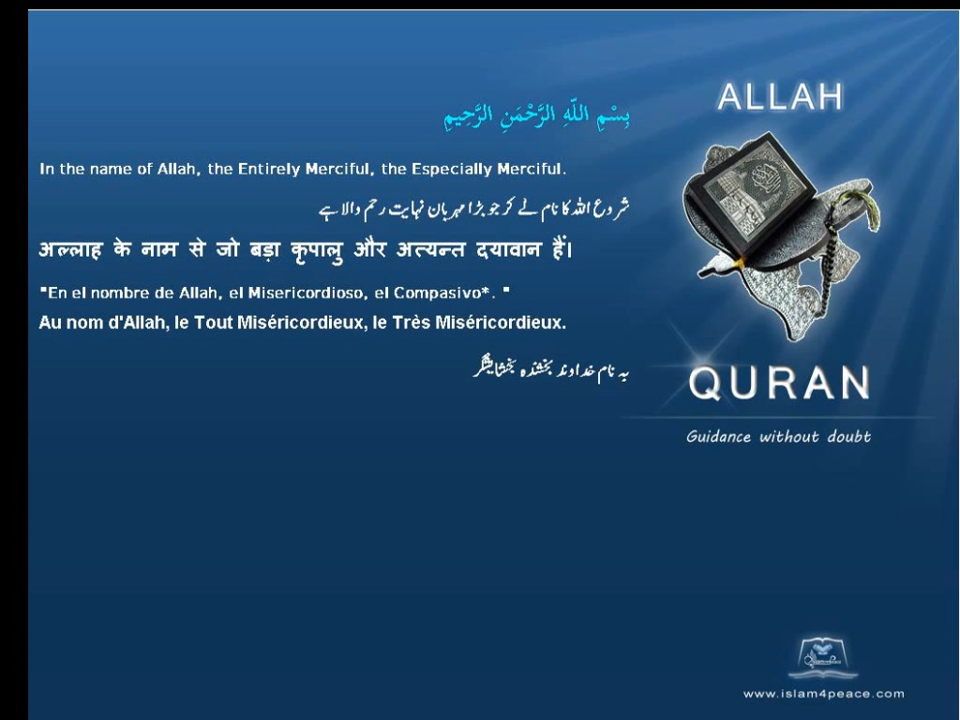 بِسْمِ اللَّهِ الرَّحْمَنِ الرَّحِيمِ
In the name of Allah, the Entirely Merciful, the Especially Merciful.
شروع اللہ کا نام لے کر جو بڑا مہربان نہایت رحم والا ہے
अल्लाह के नाम से जो बड़ा कृपालु और अत्यन्त दयावान हैं।
"En el nombre de Allah, el Misericordioso, el Compasivo*. "
Au nom d'Allah, le Tout Miséricordieux, le Très Miséricordieux.
به نام خداوند بخشنده بخشایشگر
ALLAH
QURAN
Guidance without doubt
www.islam4peace.com